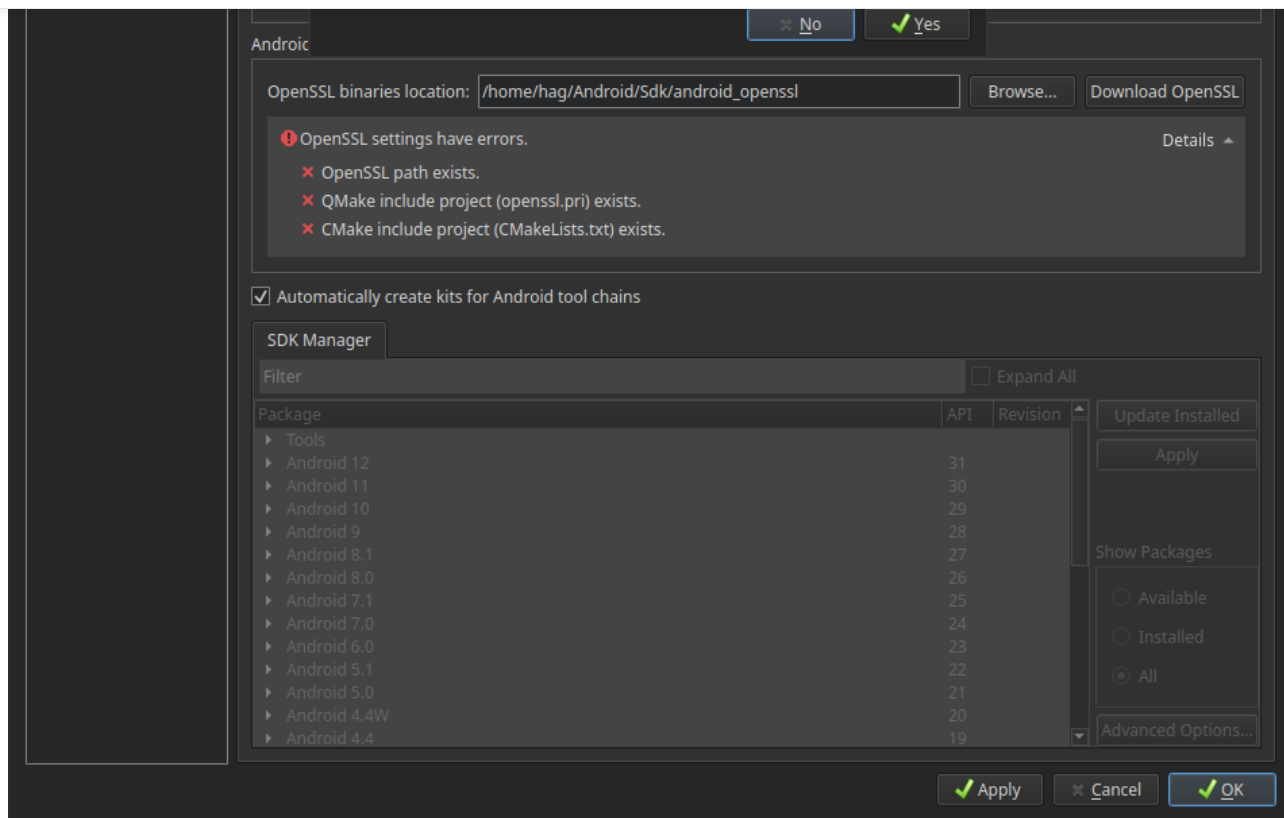 No Yes
Android
OpenSSL binaries location: /home/hag/Android/Sdk/android_openssl Browse... Download OpenSSL
OpenSSL settings have errors. Details
OpenSSL path exists.
QMake include project (openssl.pri) exists.
CMake include project (CMakeLists.txt) exists.
Automatically create kits for Android tool chains
SDK Manager
Filter Expand All
Package API Revision Update Installed
Tools
Android 12 31 Apply
Android 11 30
Android 10 29
Android 9 28
Android 8.1 27 Show Packages
Android 8.0 26
Android 7.1 25 Available
Android 7.0 24
Android 6.0 23 Installed
Android 5.1 22 All
Android 5.0 21
Android 4.4W 20
Android 4.4 19 Advanced Options...
Apply Cancel OK